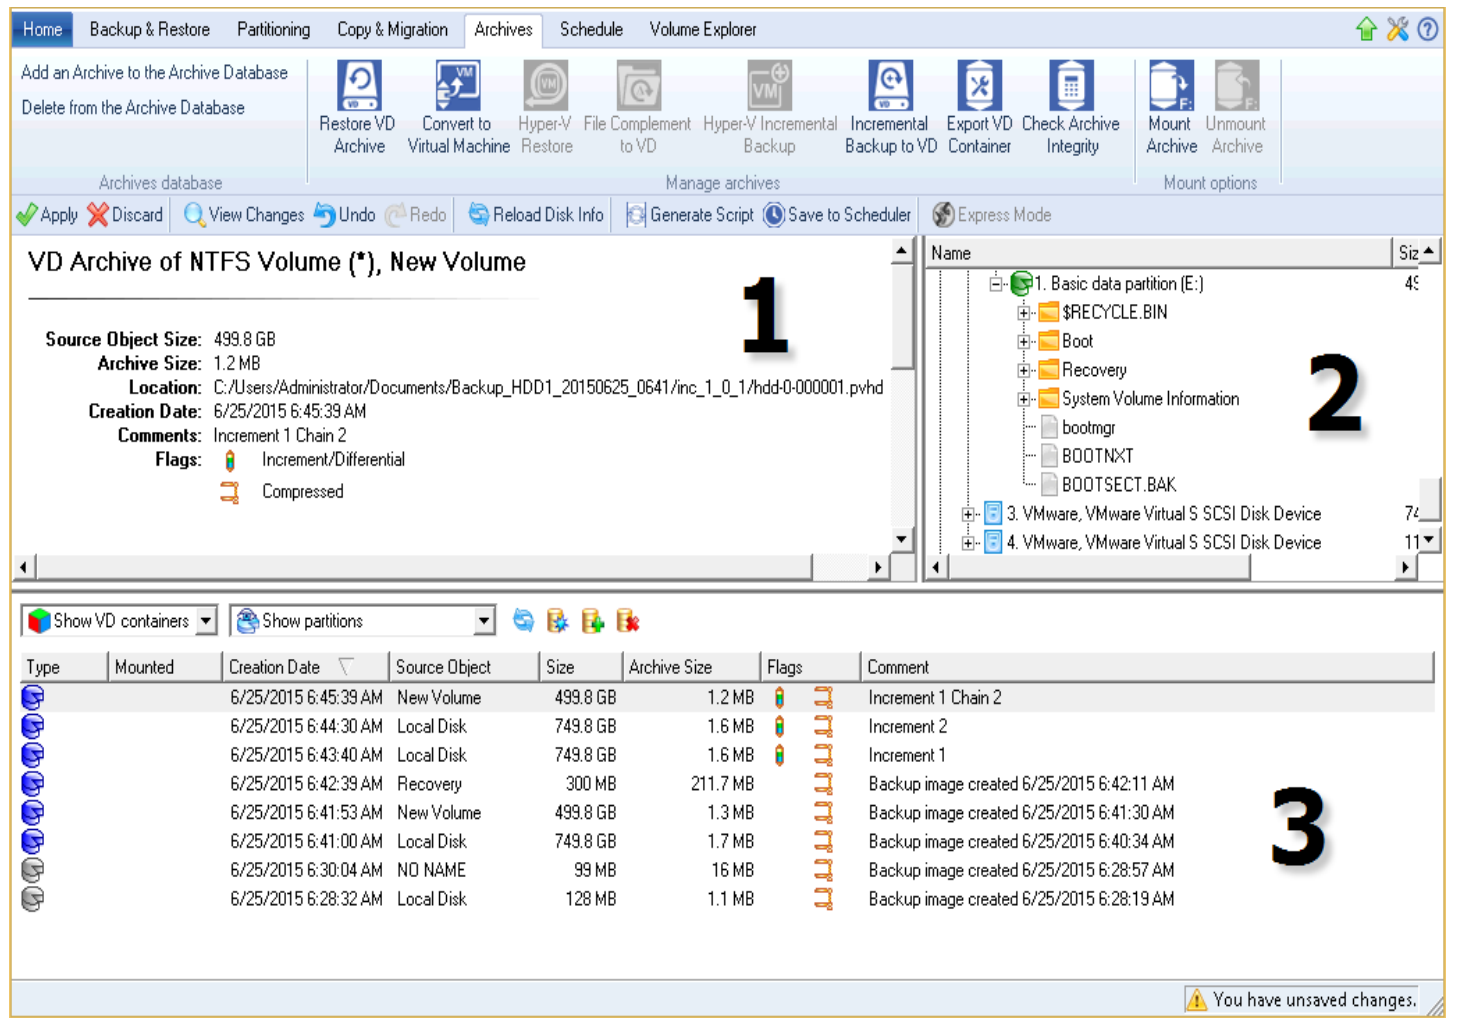 Home Backup & Restore Partitioning Copy & Migration Archives Schedule Volume Explorer
Add an Archive to the Archive Database
Delete from the Archive Database
Archives database
Restore VD Archive
Convert to Virtual Machine
Hyper-V Restore
File Complement to VD
Hyper-V Incremental Backup
Incremental Backup to VD
Export VD Container
Check Archive Integrity
Manage archives
Mount Archive
Unmount Archive
Mount options
Apply Discard View Changes Undo Redo Reload Disk Info Generate Script Save to Scheduler Express Mode
VD Archive of NTFS Volume (*), New Volume
1
Source Object Size: 499.8 GB
Archive Size: 1.2 MB
Location: C:/Users/Administrator/Documents/Backup_HDD1_20150625_0641/inc_1_0_1/hdd-0-000001.pvhd
Creation Date: 6/25/2015 6:45:39 AM
Comments: Increment 1 Chain 2
Flags: Increment/Differential
Compressed
Name Siz
1. Basic data partition (E:) 49
$RECYCLE.BIN
Boot
Recovery
System Volume Information
bootmgr
BOOTNXT
BOOTSECT.BAK
3. VMware, VMware Virtual S SCSI Disk Device 74
4. VMware, VMware Virtual S SCSI Disk Device 11
2
Show VD containers Show partitions
Type Mounted Creation Date Source Object Size Archive Size Flags Comment
6/25/2015 6:45:39 AM New Volume 499.8 GB 1.2 MB Increment 1 Chain 2
6/25/2015 6:44:30 AM Local Disk 749.8 GB 1.6 MB Increment 2
6/25/2015 6:43:40 AM Local Disk 749.8 GB 1.6 MB Increment 1
6/25/2015 6:42:39 AM Recovery 300 MB 211.7 MB Backup image created 6/25/2015 6:42:11 AM
6/25/2015 6:41:53 AM New Volume 499.8 GB 1.3 MB Backup image created 6/25/2015 6:41:30 AM
6/25/2015 6:41:00 AM Local Disk 749.8 GB 1.7 MB Backup image created 6/25/2015 6:40:34 AM
6/25/2015 6:30:04 AM NO NAME 99 MB 16 MB Backup image created 6/25/2015 6:28:57 AM
6/25/2015 6:28:32 AM Local Disk 128 MB 1.1 MB Backup image created 6/25/2015 6:28:19 AM
3
You have unsaved changes.